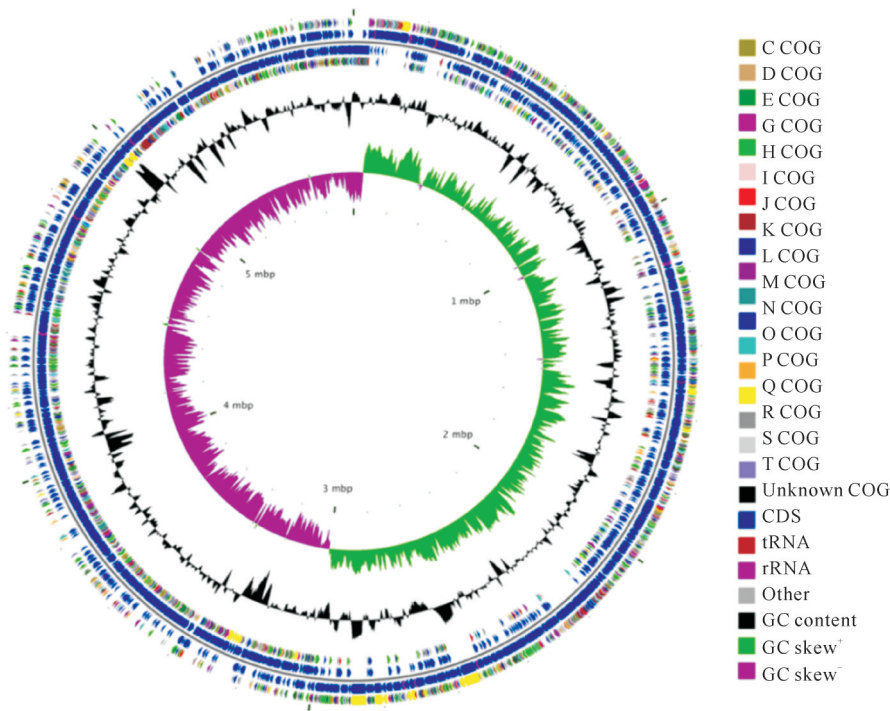 5 mbp
1 mbp
4 mbp
2 mbp
3 mbp
C COG
D COG
E COG
G COG
H COG
I COG
J COG
K COG
L COG
M COG
N COG
O COG
P COG
Q COG
R COG
S COG
T COG
Unknown COG
CDS
tRNA
rRNA
Other
GC content
GC skew⁺
GC skew⁻